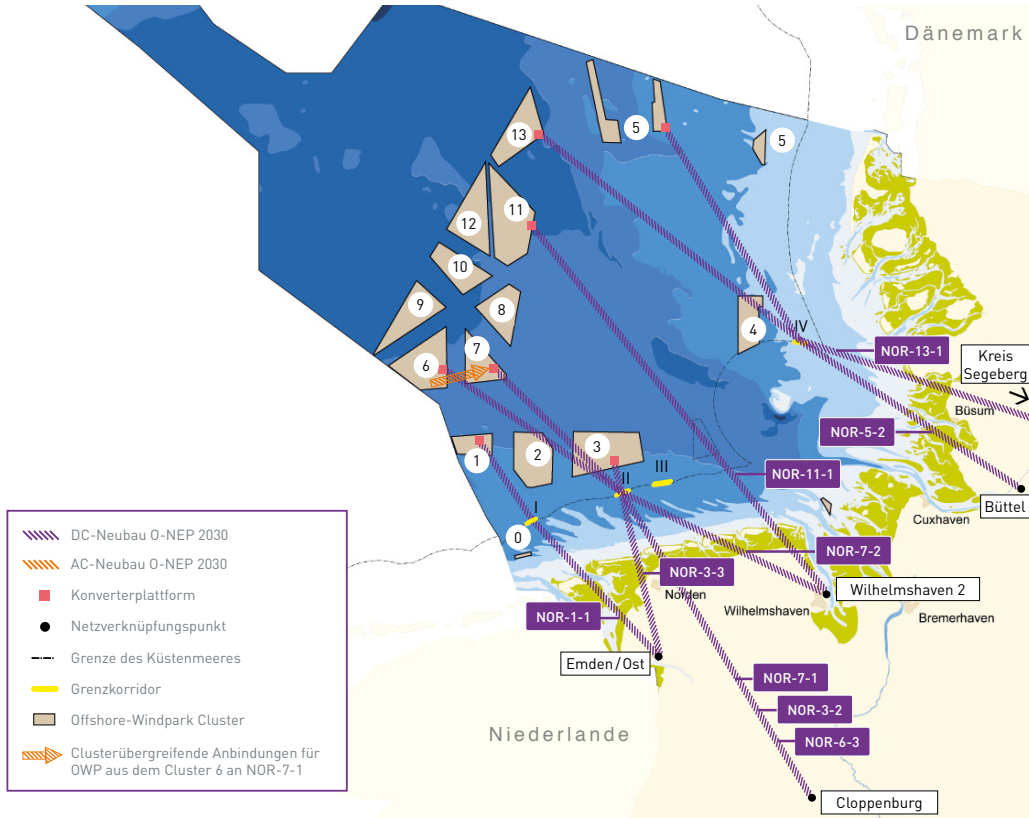 Dänemark
5
5
13
11
12
10
9
8
7
6
4
IV
NOR-13-1
Kreis
Segeberg
Büsum
NOR-5-2
3
2
1
III
II
I
0
NOR-11-1
Büttel
Cuxhaven
NOR-7-2
NOR-3-3
Norden
Wilhelmshaven 2
Wilhelmshaven
Bremerhaven
NOR-1-1
Emden/Ost
NOR-7-1
NOR-3-2
NOR-6-3
Niederlande
Cloppenburg
DC-Neubau O-NEP 2030
AC-Neubau O-NEP 2030
Konverterplattform
Netzverknüpfungspunkt
Grenze des Küstenmeeres
Grenzkorridor
Offshore-Windpark Cluster
Clusterübergreifende Anbindungen für
OWP aus dem Cluster 6 an NOR-7-1